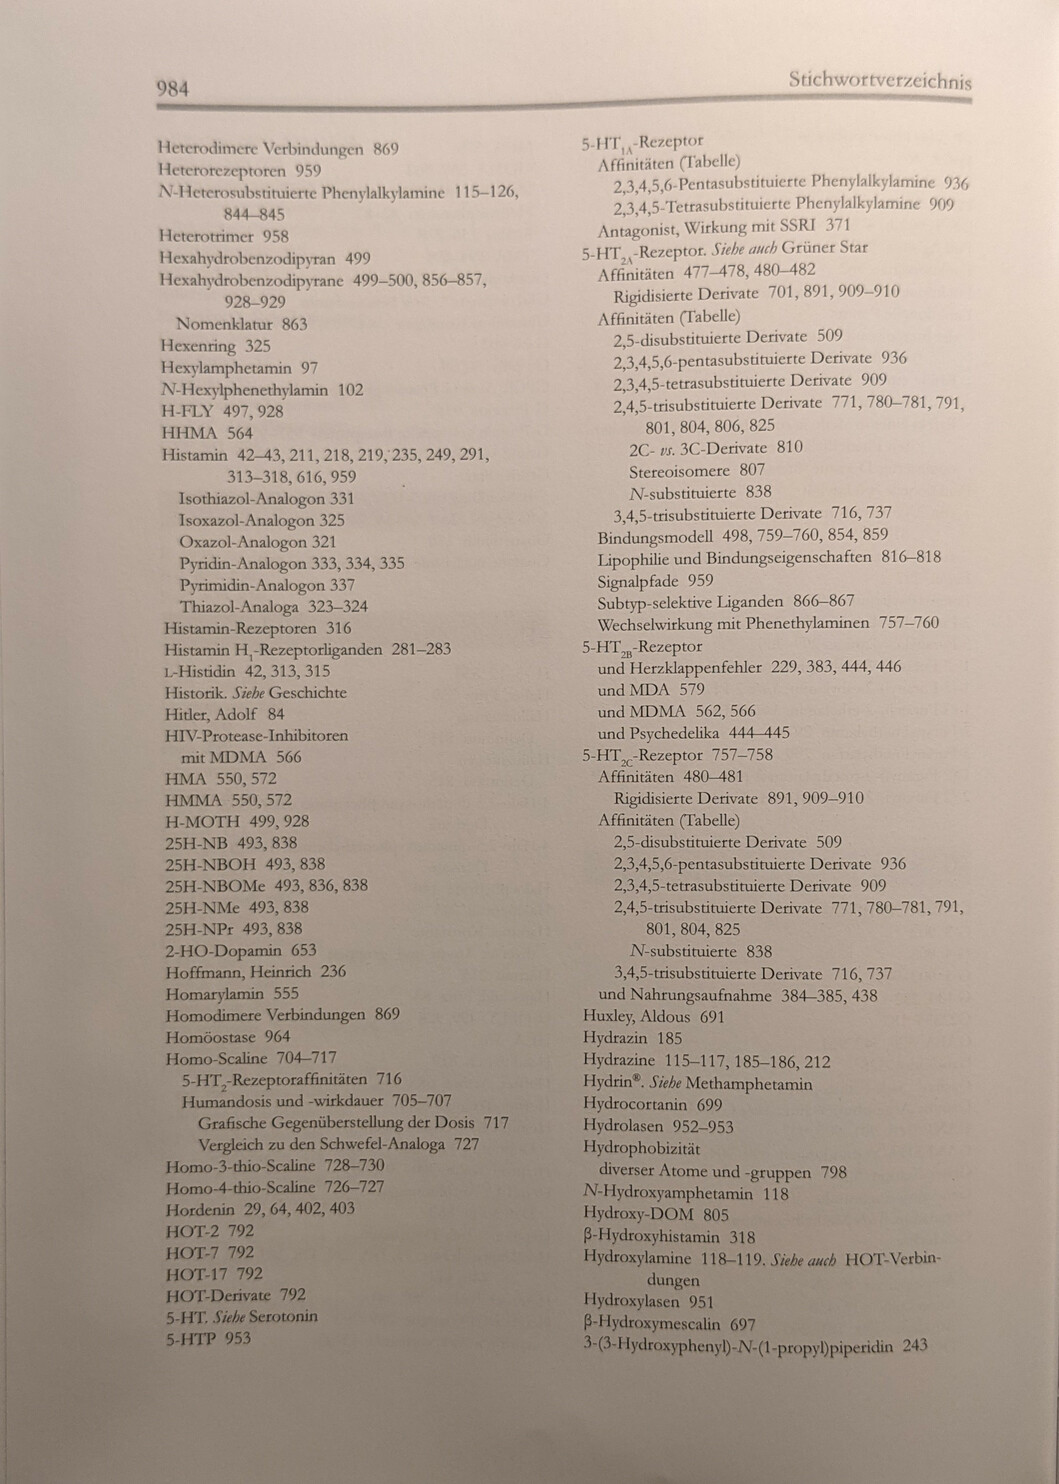 984
Stichwortverzeichnis
Heterodimere Verbindungen 869
Heterorezeptoren 959
N-Heterosubstituierte Phenylalkylamine 115–126,
844–845
Heterotrimer 958
Hexahydrobenzodipyran 499
Hexahydrobenzodipyrane 499–500, 856–857,
928–929
Nomenklatur 863
Hexenring 325
Hexylamphetamin 97
N-Hexylphenethylamin 102
H-FLY 497, 928
HHMA 564
Histamin 42–43, 211, 218, 219, 235, 249, 291,
313–318, 616, 959
Isothiazol-Analogon 331
Isoxazol-Analogon 325
Oxazol-Analogon 321
Pyridin-Analogon 333, 334, 335
Pyrimidin-Analogon 337
Thiazol-Analoga 323–324
Histamin-Rezeptoren 316
Histamin H₁-Rezeptorliganden 281–283
L-Histidin 42, 313, 315
Historik. Siehe Geschichte
Hitler, Adolf 84
HIV-Protease-Inhibitoren
mit MDMA 566
HMA 550, 572
HMMA 550, 572
H-MOTH 499, 928
25H-NB 493, 838
25H-NBOH 493, 838
25H-NBOMe 493, 836, 838
25H-NMe 493, 838
25H-NPr 493, 838
2-HO-Dopamin 653
Hoffmann, Heinrich 236
Homarylamin 555
Homodimere Verbindungen 869
Homöostase 964
Homo-Scaline 704–717
5-HT₂-Rezeptoraffinitäten 716
Humandosis und -wirkdauer 705–707
Grafische Gegenüberstellung der Dosis 717
Vergleich zu den Schwefel-Analoga 727
Homo-3-thio-Scaline 728–730
Homo-4-thio-Scaline 726–727
Hordenin 29, 64, 402, 403
HOT-2 792
HOT-7 792
HOT-17 792
HOT-Derivate 792
5-HT. Siehe Serotonin
5-HTP 953
5-HT1A-Rezeptor
Affinitäten (Tabelle)
2,3,4,5,6-Pentasubstituierte Phenylalkylamine 936
2,3,4,5-Tetrasubstituierte Phenylalkylamine 909
Antagonist, Wirkung mit SSRI 371
5-HT2A-Rezeptor. Siehe auch Grüner Star
Affinitäten 477–478, 480–482
Rigidisierte Derivate 701, 891, 909–910
Affinitäten (Tabelle)
2,5-disubstituierte Derivate 509
2,3,4,5,6-pentasubstituierte Derivate 936
2,3,4,5-tetrasubstituierte Derivate 909
2,4,5-trisubstituierte Derivate 771, 780–781, 791,
801, 804, 806, 825
2C- vs. 3C-Derivate 810
Stereoisomere 807
N-substituierte 838
3,4,5-trisubstituierte Derivate 716, 737
Bindungsmodell 498, 759–760, 854, 859
Lipophilie und Bindungseigenschaften 816–818
Signalpfade 959
Subtyp-selektive Liganden 866–867
Wechselwirkung mit Phenethylaminen 757–760
5-HT2B-Rezeptor
und Herzklappenfehler 229, 383, 444, 446
und MDA 579
und MDMA 562, 566
und Psychedelika 444–445
5-HT2C-Rezeptor 757–758
Affinitäten 480–481
Rigidisierte Derivate 891, 909–910
Affinitäten (Tabelle)
2,5-disubstituierte Derivate 509
2,3,4,5,6-pentasubstituierte Derivate 936
2,3,4,5-tetrasubstituierte Derivate 909
2,4,5-trisubstituierte Derivate 771, 780–781, 791,
801, 804, 825
N-substituierte 838
3,4,5-trisubstituierte Derivate 716, 737
und Nahrungsaufnahme 384–385, 438
Huxley, Aldous 691
Hydrazin 185
Hydrazine 115–117, 185–186, 212
Hydrin®. Siehe Methamphetamin
Hydrocortanin 699
Hydrolasen 952–953
Hydrophobizität
diverser Atome und -gruppen 798
N-Hydroxyamphetamin 118
Hydroxy-DOM 805
β-Hydroxyhistamin 318
Hydroxylamine 118–119. Siehe auch HOT-Verbin-
dungen
Hydroxylasen 951
β-Hydroxymescalin 697
3-(3-Hydroxyphenyl)-N-(1-propyl)piperidin 243